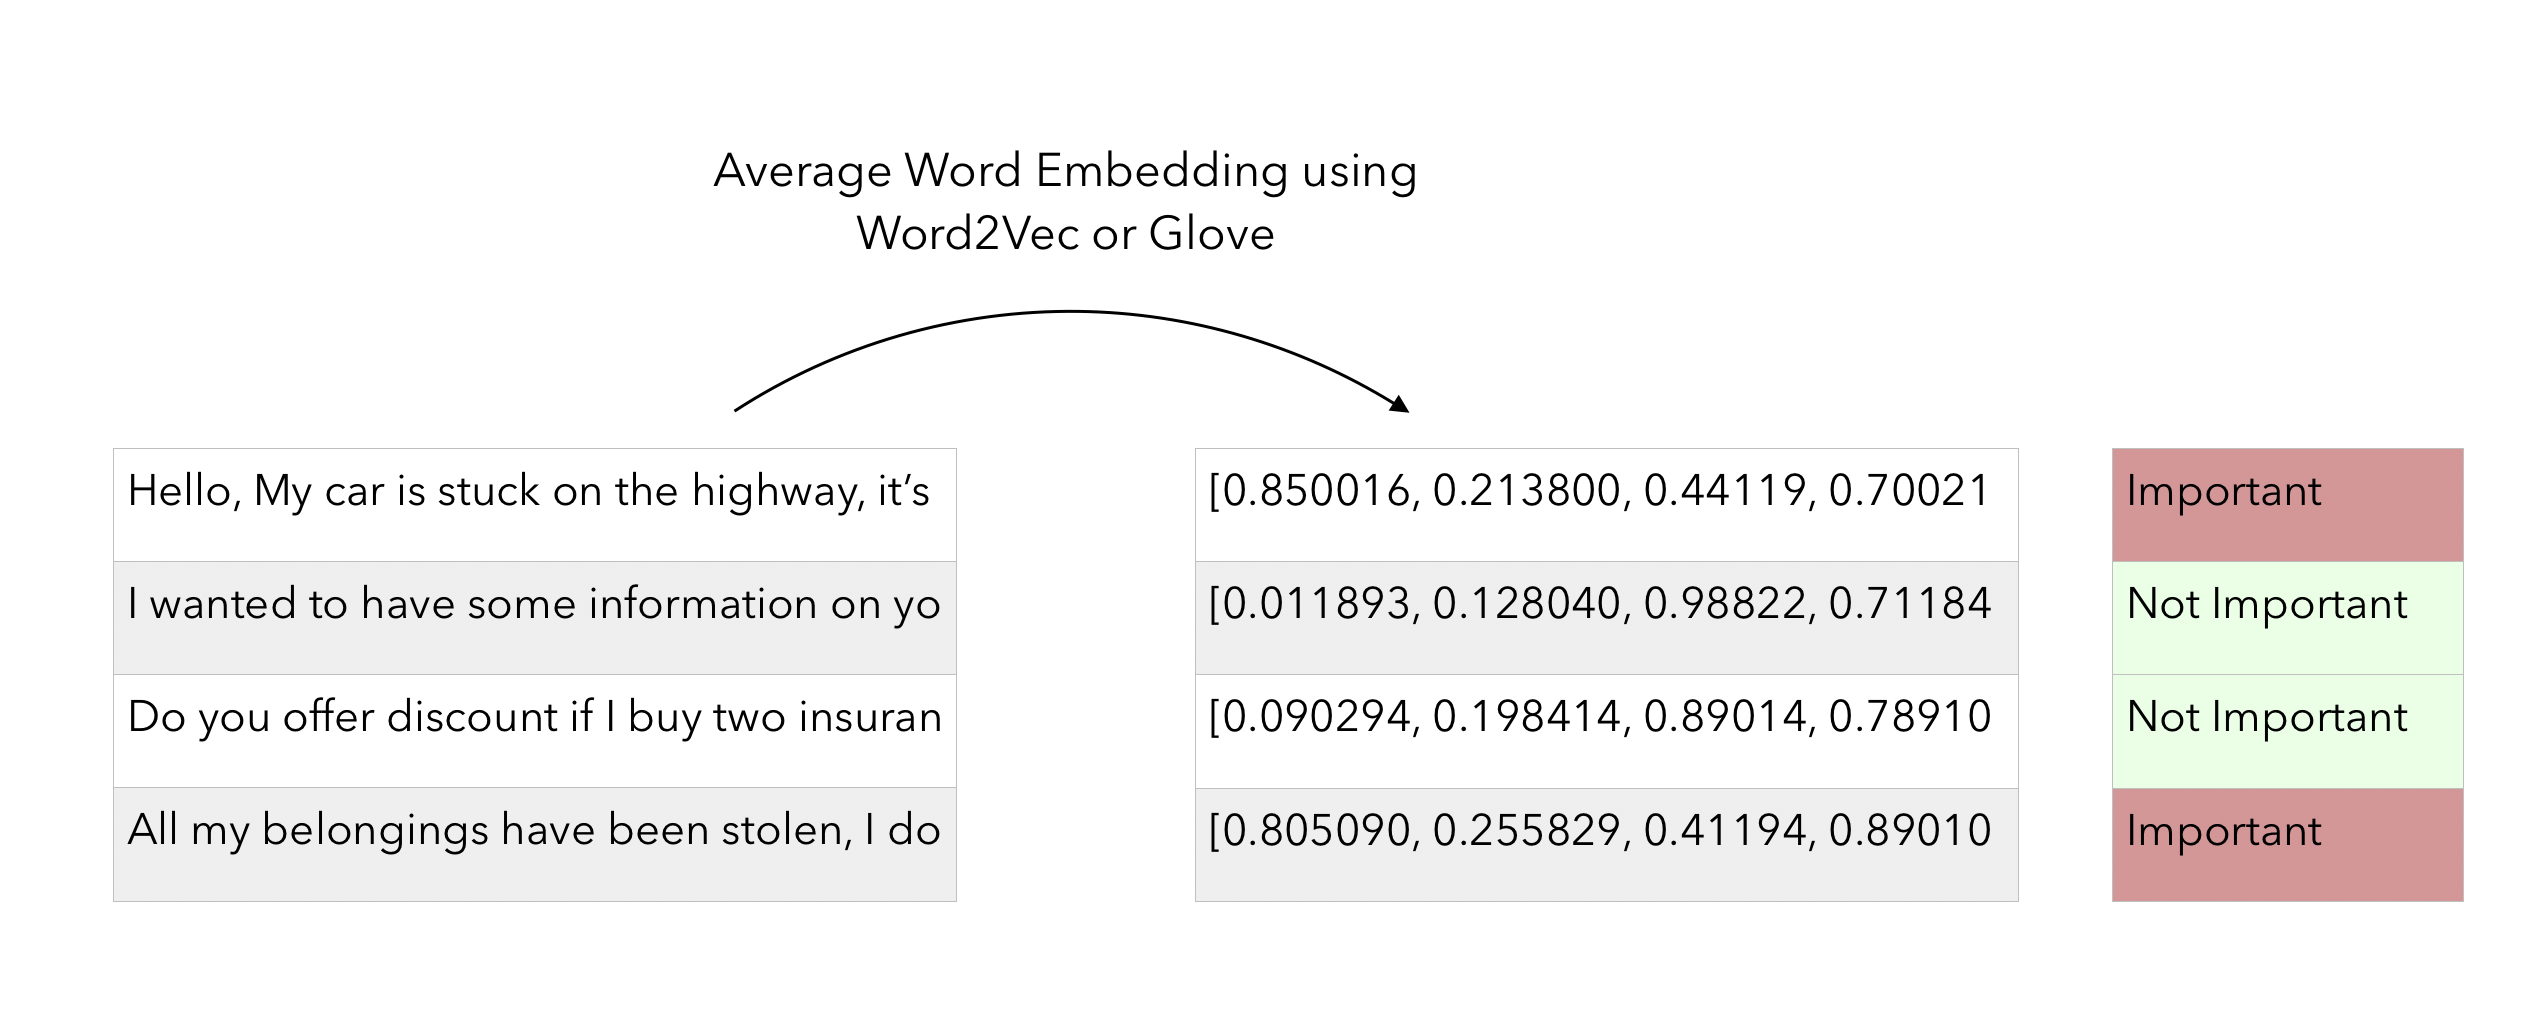 Average Word Embedding using
Word2Vec or Glove
Hello, My car is stuck on the highway, it’s
[0.850016, 0.213800, 0.44119, 0.70021
Important
I wanted to have some information on yo
[0.011893, 0.128040, 0.98822, 0.71184
Not Important
Do you offer discount if I buy two insuran
[0.090294, 0.198414, 0.89014, 0.78910
Not Important
All my belongings have been stolen, I do
[0.805090, 0.255829, 0.41194, 0.89010
Important